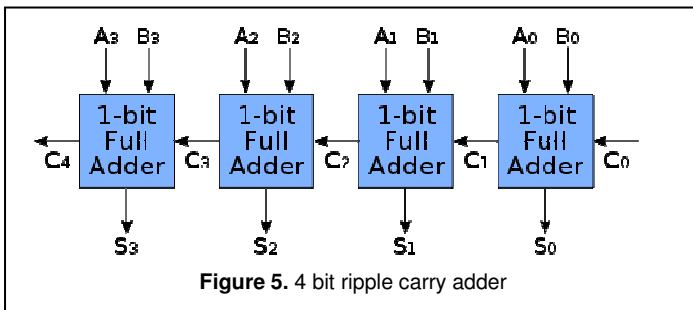 A3 B3 A2 B2 A1 B1 A0 B0
1-bit Full Adder 1-bit Full Adder 1-bit Full Adder 1-bit Full Adder
C4 C3 C2 C1 C0
S3 S2 S1 S0
Figure 5. 4 bit ripple carry adder